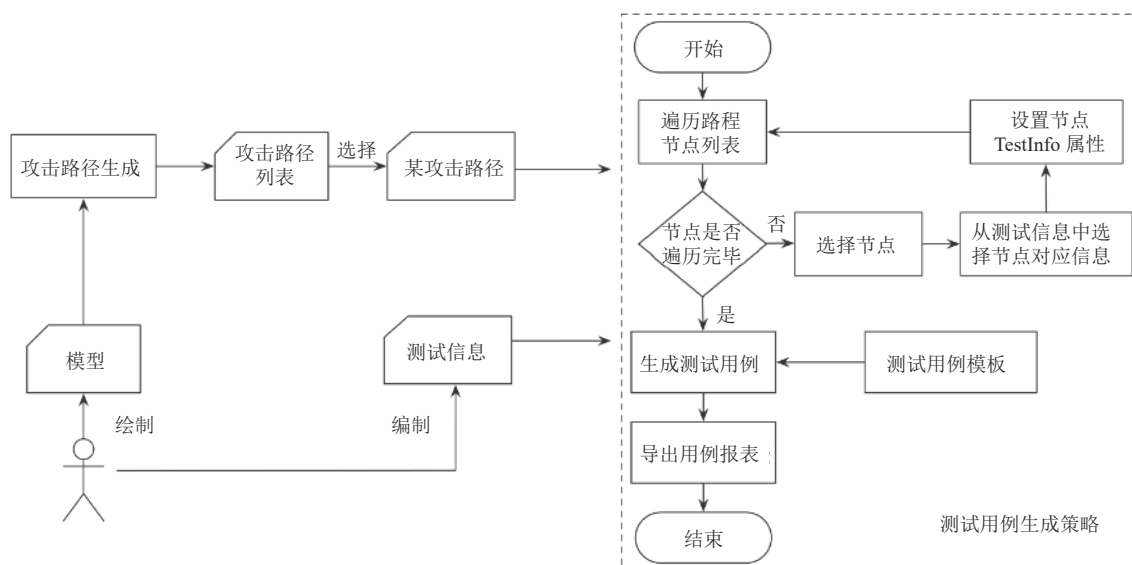 开始
遍历路程
节点列表
设置节点
TestInfo 属性
攻击路径生成
攻击路径
列表
选择
某攻击路径
节点是否
遍历完毕
否
选择节点
从测试信息中选
择节点对应信息
是
模型
测试信息
生成测试用例
测试用例模板
绘制
编制
导出用例报表
结束
测试用例生成策略